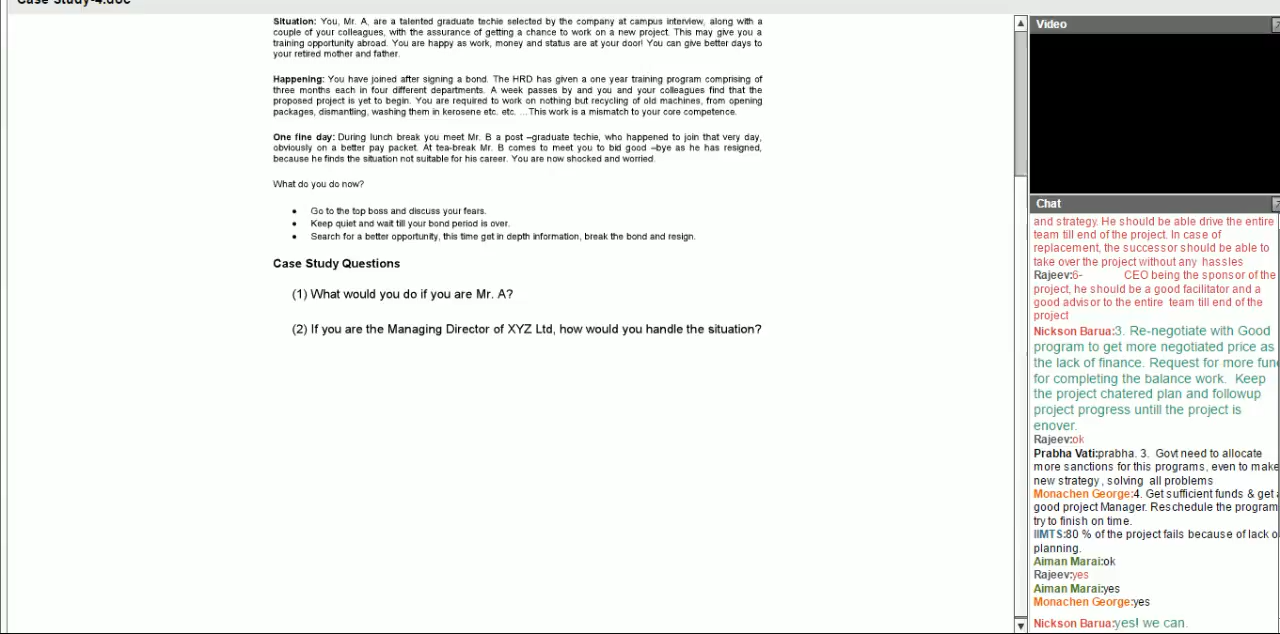 Case Study-4.doc
Situation: You, Mr. A, are a talented graduate techie selected by the company at campus interview, along with a
couple of your colleagues, with the assurance of getting a chance to work on a new project. This may give you a
training opportunity abroad. You are happy as work, money and status are at your door! You can give better days to
your retired mother and father.
Happening: You have joined after signing a bond. The HRD has given a one year training program comprising of
three months each in four different departments. A week passes by and you and your colleagues find that the
proposed project is yet to begin. You are required to work on nothing but recycling of old machines, from opening
packages, dismantling, washing them in kerosene etc. etc. ...This work is a mismatch to your core competence.
One fine day: During lunch break you meet Mr. B a post –graduate techie, who happened to join that very day,
obviously on a better pay packet. At tea-break Mr. B comes to meet you to bid good –bye as he has resigned,
because he finds the situation not suitable for his career. You are now shocked and worried.
What do you do now?
• Go to the top boss and discuss your fears.
• Keep quiet and wait till your bond period is over.
• Search for a better opportunity, this time get in depth information, break the bond and resign.
Case Study Questions
(1) What would you do if you are Mr. A?
(2) If you are the Managing Director of XYZ Ltd, how would you handle the situation?
Video
Chat
and strategy. He should be able drive the entire
team till end of the project. In case of
replacement, the successor should be able to
take over the project without any hassles
Rajeev:6- CEO being the sponsor of the
project, he should be a good facilitator and a
good advisor to the entire team till end of the
project
Nickson Barua:3. Re-negotiate with Good
program to get more negotiated price as
the lack of finance. Request for more fun
for completing the balance work. Keep
the project chatered plan and followup
project progress untill the project is
enover.
Rajeev:ok
Prabha Vati:prabha. 3. Govt need to allocate
more sanctions for this programs, even to make
new strategy, solving all problems
Monachen George:4. Get sufficient funds & get a
good project Manager. Reschedule the program
try to finish on time.
IIMTS:80 % of the project fails because of lack o
planning.
Aiman Marai:ok
Rajeev:yes
Aiman Marai:yes
Monachen George:yes
Nickson Barua:yes! we can.